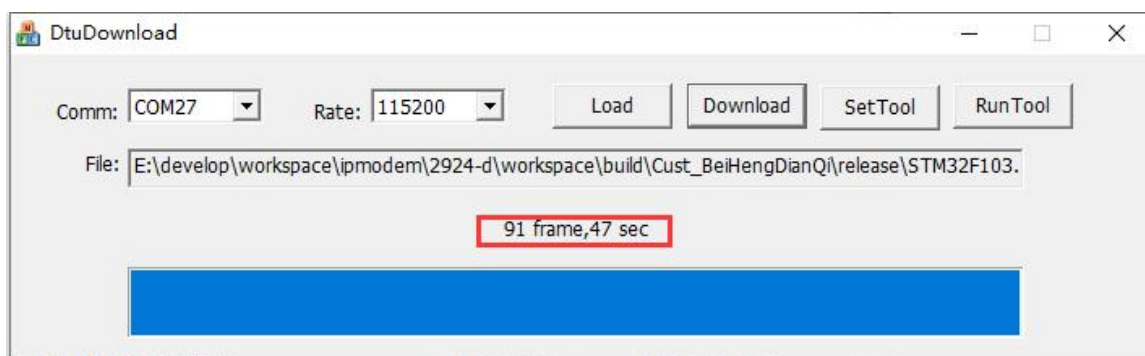 DtuDownload
Comm: COM27 Rate: 115200 Load Download SetTool RunTool
File: E:\develop\workspace\ipmodem\2924-d\workspace\build\Cust_BeiHengDianQi\release\STM32F103.
91 frame,47 sec